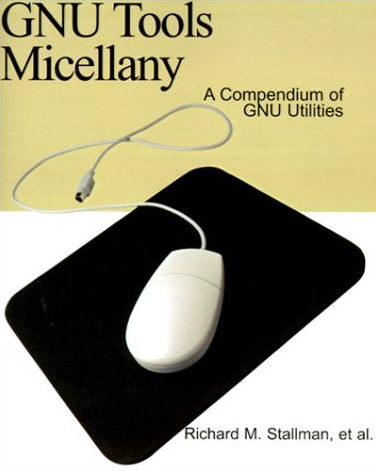 GNU Tools
Micellany
A Compendium of
GNU Utilities
Richard M. Stallman, et al.